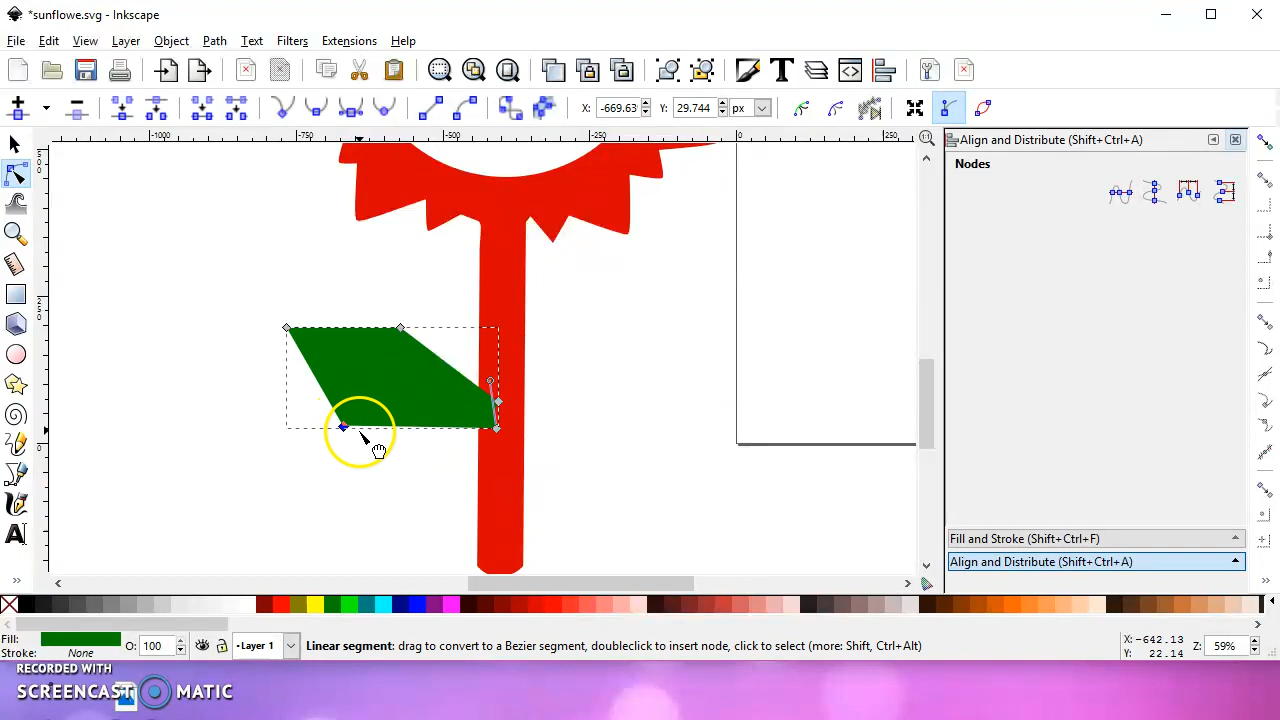 *sunflowe.svg - Inkscape
File Edit View Layer Object Path Text Filters Extensions Help
X: -669.63 Y: 29.744 px
-1000 -750 -500 -250 0 250
Align and Distribute (Shift+Ctrl+A)
Nodes
Fill and Stroke (Shift+Ctrl+F)
Align and Distribute (Shift+Ctrl+A)
Fill: O: 100 Layer 1 Linear segment: drag to convert to a Bezier segment, doubleclick to insert node, click to select (more: Shift, Ctrl+Alt) X: -642.13 Z: 59%
Stroke: None Y: 22.14
RECORDED WITH
SCREENCAST MATIC